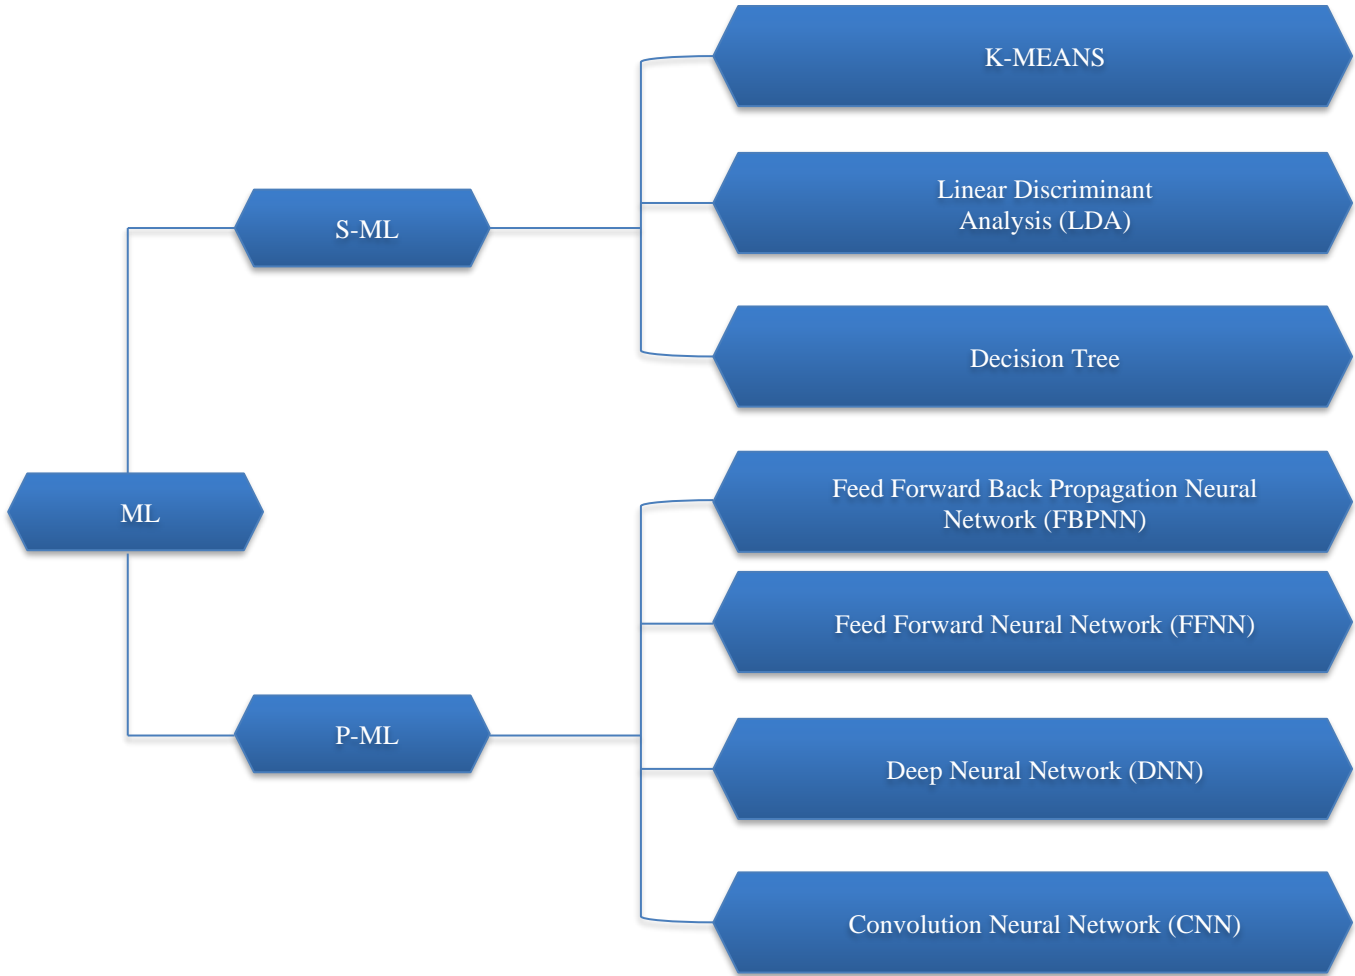 K-MEANS
Linear Discriminant
Analysis (LDA)
S-ML
Decision Tree
Feed Forward Back Propagation Neural
Network (FBPNN)
ML
Feed Forward Neural Network (FFNN)
P-ML
Deep Neural Network (DNN)
Convolution Neural Network (CNN)